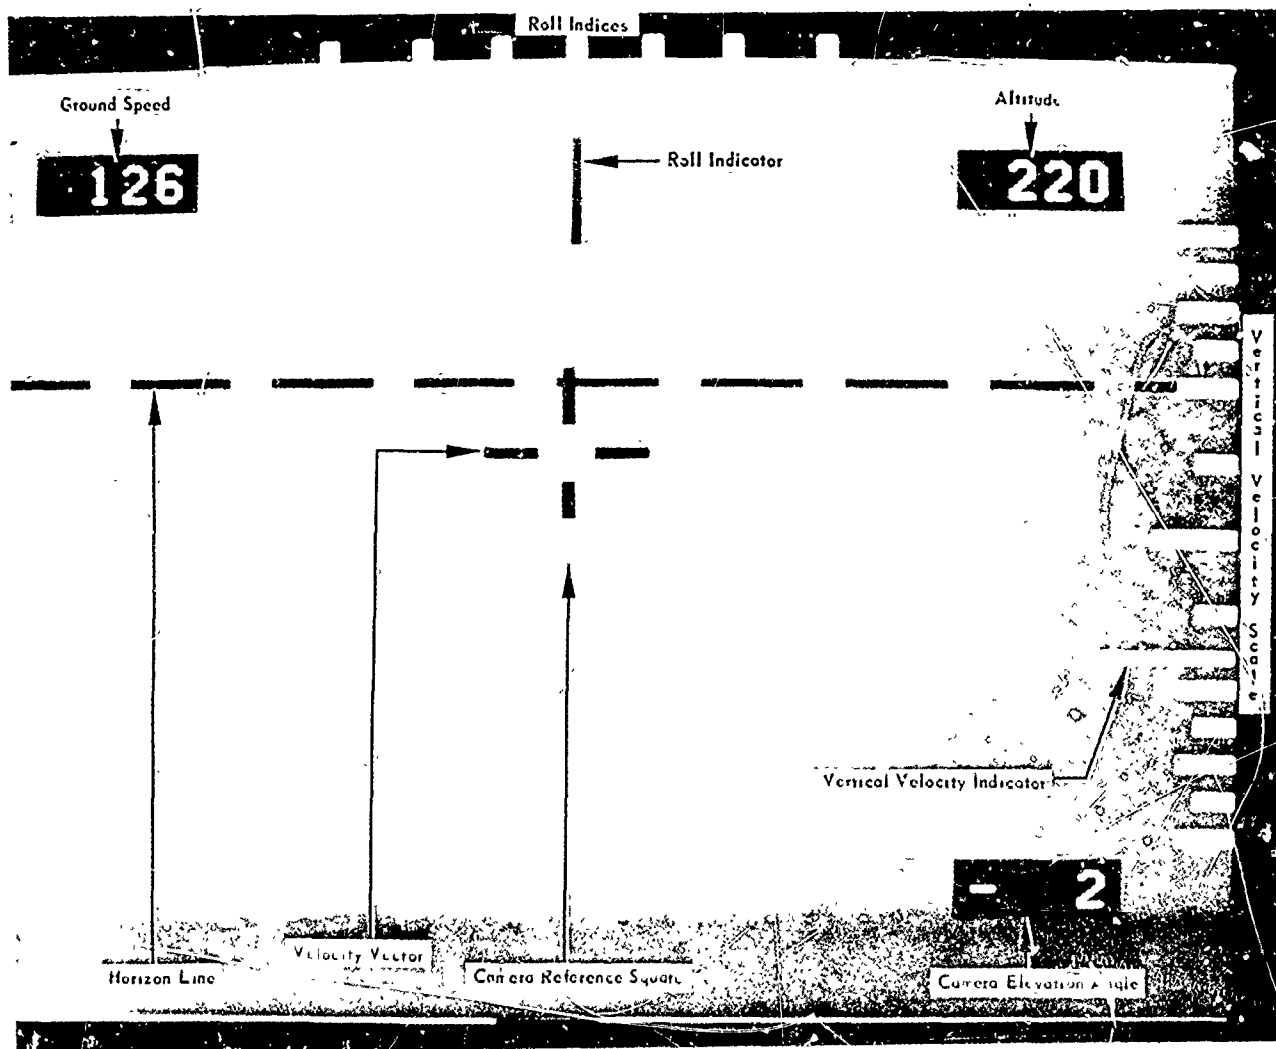 Roll Indices
Ground Speed
Altitude
126
Roll Indicator
220
Vertical Velocity Scale
Vertical Velocity Indicator
- 2
Velocity Vector
Horizon Line
Camera Reference Square
Camera Elevation Angle